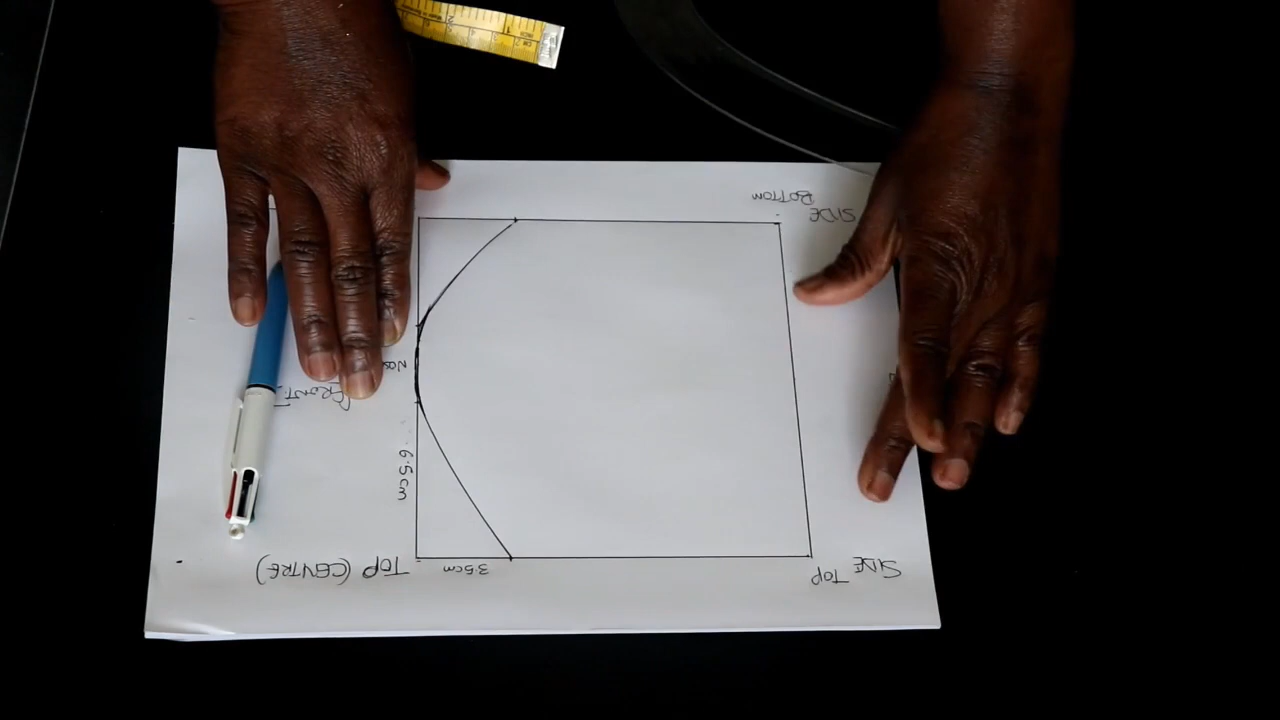 SIDE TOP
3.5cm
TOP (CENTRE)
6.5cm
FRONT
SIDE
BOTTOM